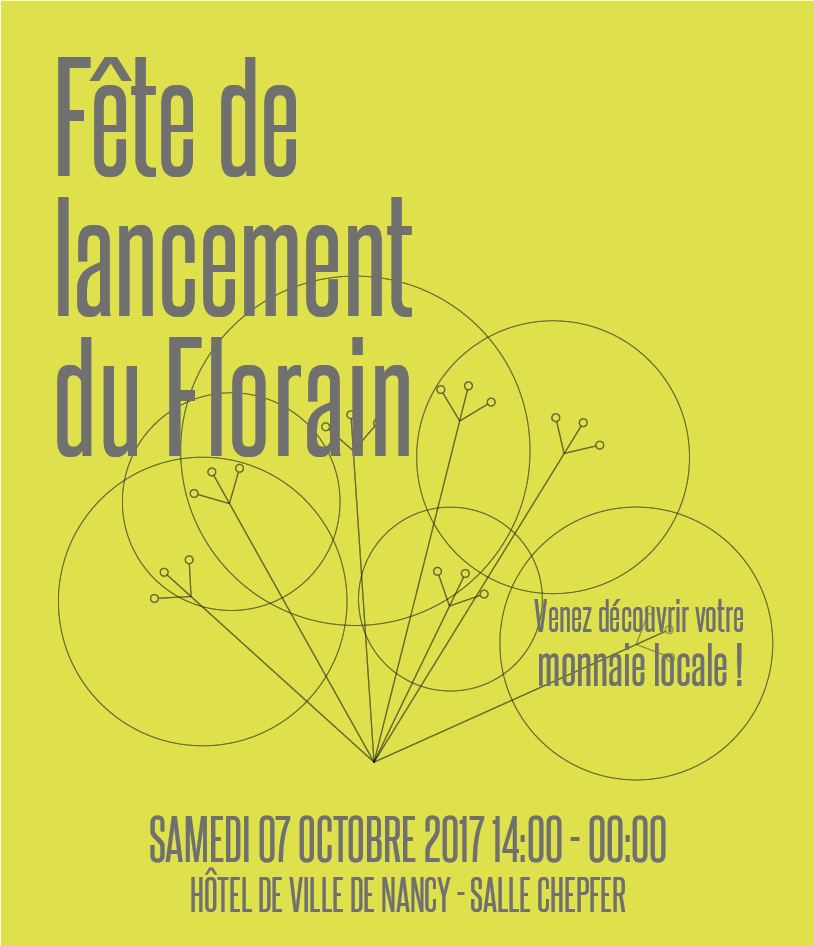 Fête de
lancement
du Florain
Venez découvrir votre
monnaie locale !
SAMEDI 07 OCTOBRE 2017 14:00 - 00:00
HÔTEL DE VILLE DE NANCY - SALLE CHEPFER